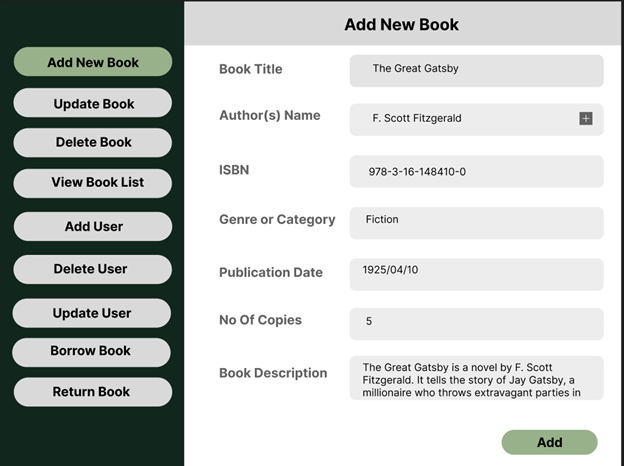 Add New Book
Add New Book
Update Book
Delete Book
View Book List
Add User
Delete User
Update User
Borrow Book
Return Book
Book Title
The Great Gatsby
Author(s) Name
F. Scott Fitzgerald
ISBN
978-3-16-148410-0
Genre or Category
Fiction
Publication Date
1925/04/10
No Of Copies
5
Book Description
The Great Gatsby is a novel by F. Scott
Fitzgerald. It tells the story of Jay Gatsby, a
millionaire who throws extravagant parties in
Add